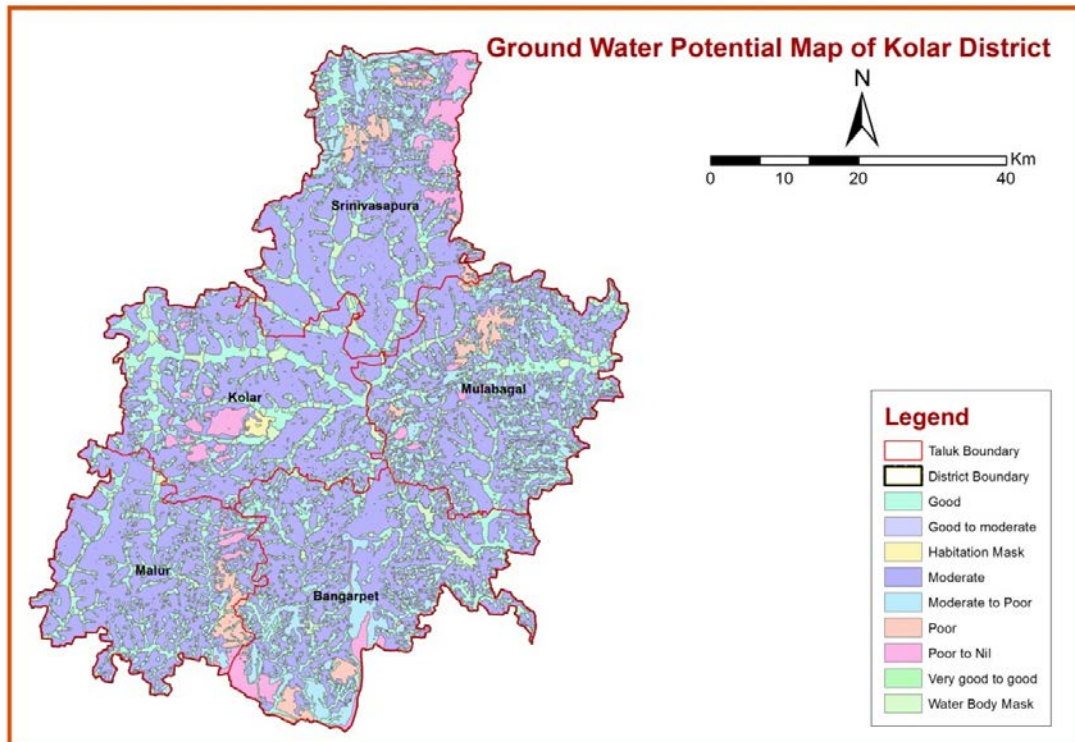 Ground Water Potential Map of Kolar District
N
Km
0 10 20 40
Srinivasapura
Kolar
Mulabagal
Malur
Bangarpet
Legend
Taluk Boundary
District Boundary
Good
Good to moderate
Habitation Mask
Moderate
Moderate to Poor
Poor
Poor to Nil
Very good to good
Water Body Mask